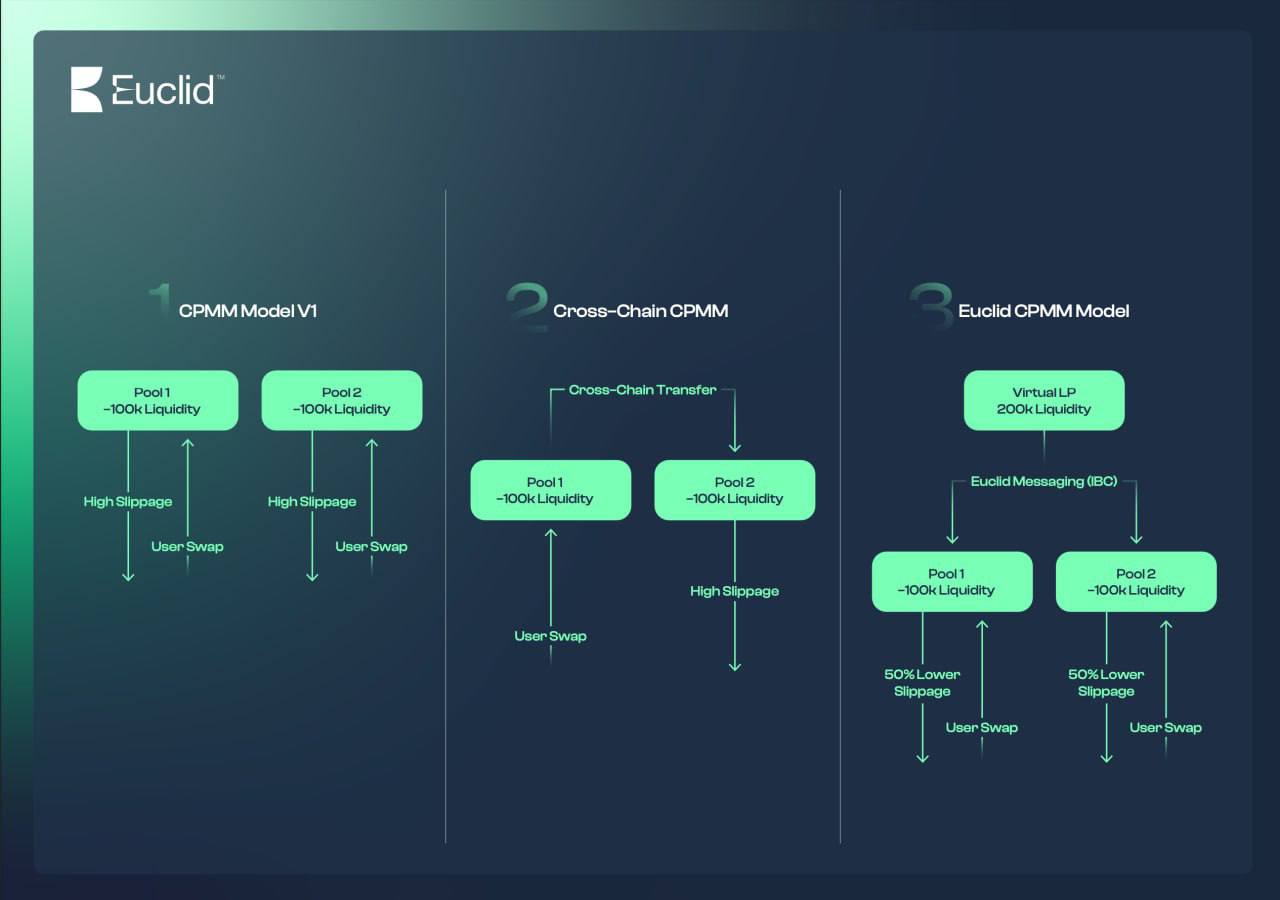 Euclid™
1 CPMM Model V1
Pool 1
~100k Liquidity
Pool 2
~100k Liquidity
High Slippage
User Swap
High Slippage
User Swap
2 Cross-Chain CPMM
Cross-Chain Transfer
Pool 1
~100k Liquidity
Pool 2
~100k Liquidity
High Slippage
User Swap
3 Euclid CPMM Model
Virtual LP
200k Liquidity
Euclid Messaging (IBC)
Pool 1
~100k Liquidity
Pool 2
~100k Liquidity
50% Lower
Slippage
User Swap
50% Lower
Slippage
User Swap